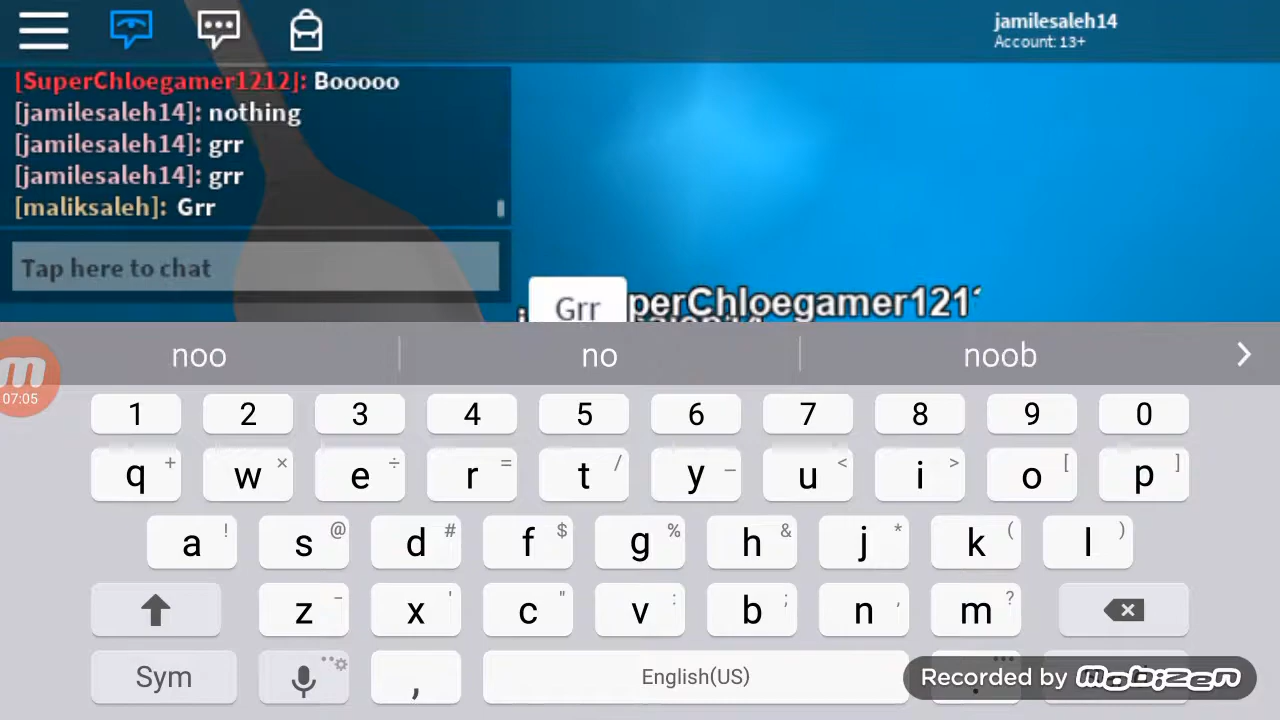 jamilesaleh14
Account: 13+
[SuperChloegamer1212]: Booooo
[jamilesaleh14]: nothing
[jamilesaleh14]: grr
[jamilesaleh14]: grr
[maliksaleh]: Grr
Tap here to chat
Grr
perChloegamer121
noo no noob
07:05
1 2 3 4 5 6 7 8 9 0
q + w × e ÷ r = t / y _ u < i > o [ p ]
a ! s @ d # f $ g % h & j * k ( l )
z - x ' c " v : b ; n , m ?
Sym , English(US)
Recorded by mobizen